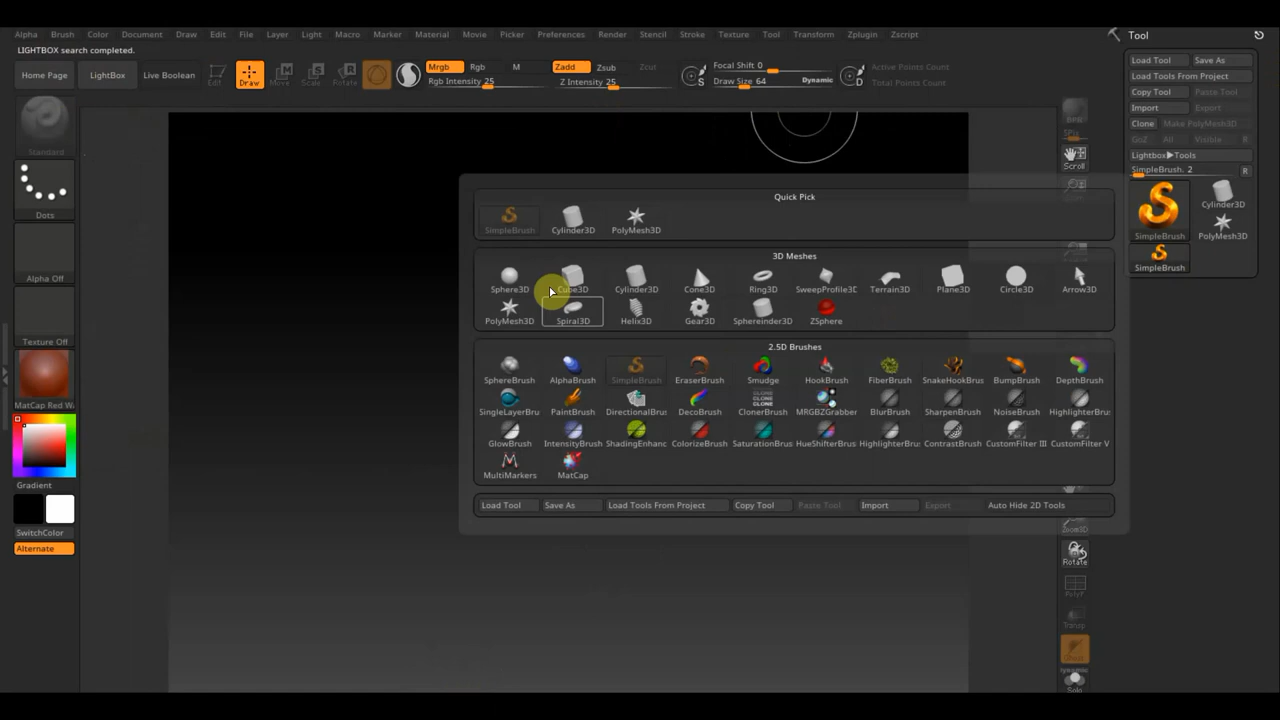 Alpha Brush Color Document Draw Edit File Layer Light Macro Marker Material Movie Picker Preferences Render Stencil Stroke Texture Tool Transform Zplugin Zscript
Tool
LIGHTBOX search completed.
Home Page LightBox Live Boolean Edit Draw Move Scale Rotate
Mrgb Rgb M Zadd Zsub Zcut
Rgb Intensity 25 Z Intensity 25
Focal Shift 0
Draw Size 64 Dynamic
Active Points Count
Total Points Count
Load Tool Save As
Load Tools From Project
Copy Tool Paste Tool
Import Export
Clone Make PolyMesh3D
GoZ All Visible R
Lightbox▶Tools
SimpleBrush. 2 R
Cylinder3D
SimpleBrush PolyMesh3D
SimpleBrush
Standard
Dots
Alpha Off
Texture Off
MatCap Red Wa
Gradient
SwitchColor
Alternate
Quick Pick
SimpleBrush Cylinder3D PolyMesh3D
3D Meshes
Sphere3D Cube3D Cylinder3D Cone3D Ring3D SweepProfile3D Terrain3D Plane3D Circle3D Arrow3D
PolyMesh3D Spiral3D Helix3D Gear3D Sphereinder3D ZSphere
2.5D Brushes
SphereBrush AlphaBrush SimpleBrush EraserBrush Smudge HookBrush FiberBrush SnakeHookBrus BumpBrush DepthBrush
SingleLayerBru PaintBrush DirectionalBrus DecoBrush ClonerBrush MRGBZGrabber BlurBrush SharpenBrush NoiseBrush HighlighterBrus
GlowBrush IntensityBrush ShadingEnhanc ColorizeBrush SaturationBrus HueShifterBrus HighlighterBrus ContrastBrush CustomFilter III CustomFilter V
MultiMarkers MatCap
Load Tool Save As Load Tools From Project Copy Tool Paste Tool Import Export Auto Hide 2D Tools
BPR
SPix
Scroll
Zoom3D
Rotate
PolyF
Transp
Dynamic
Solo